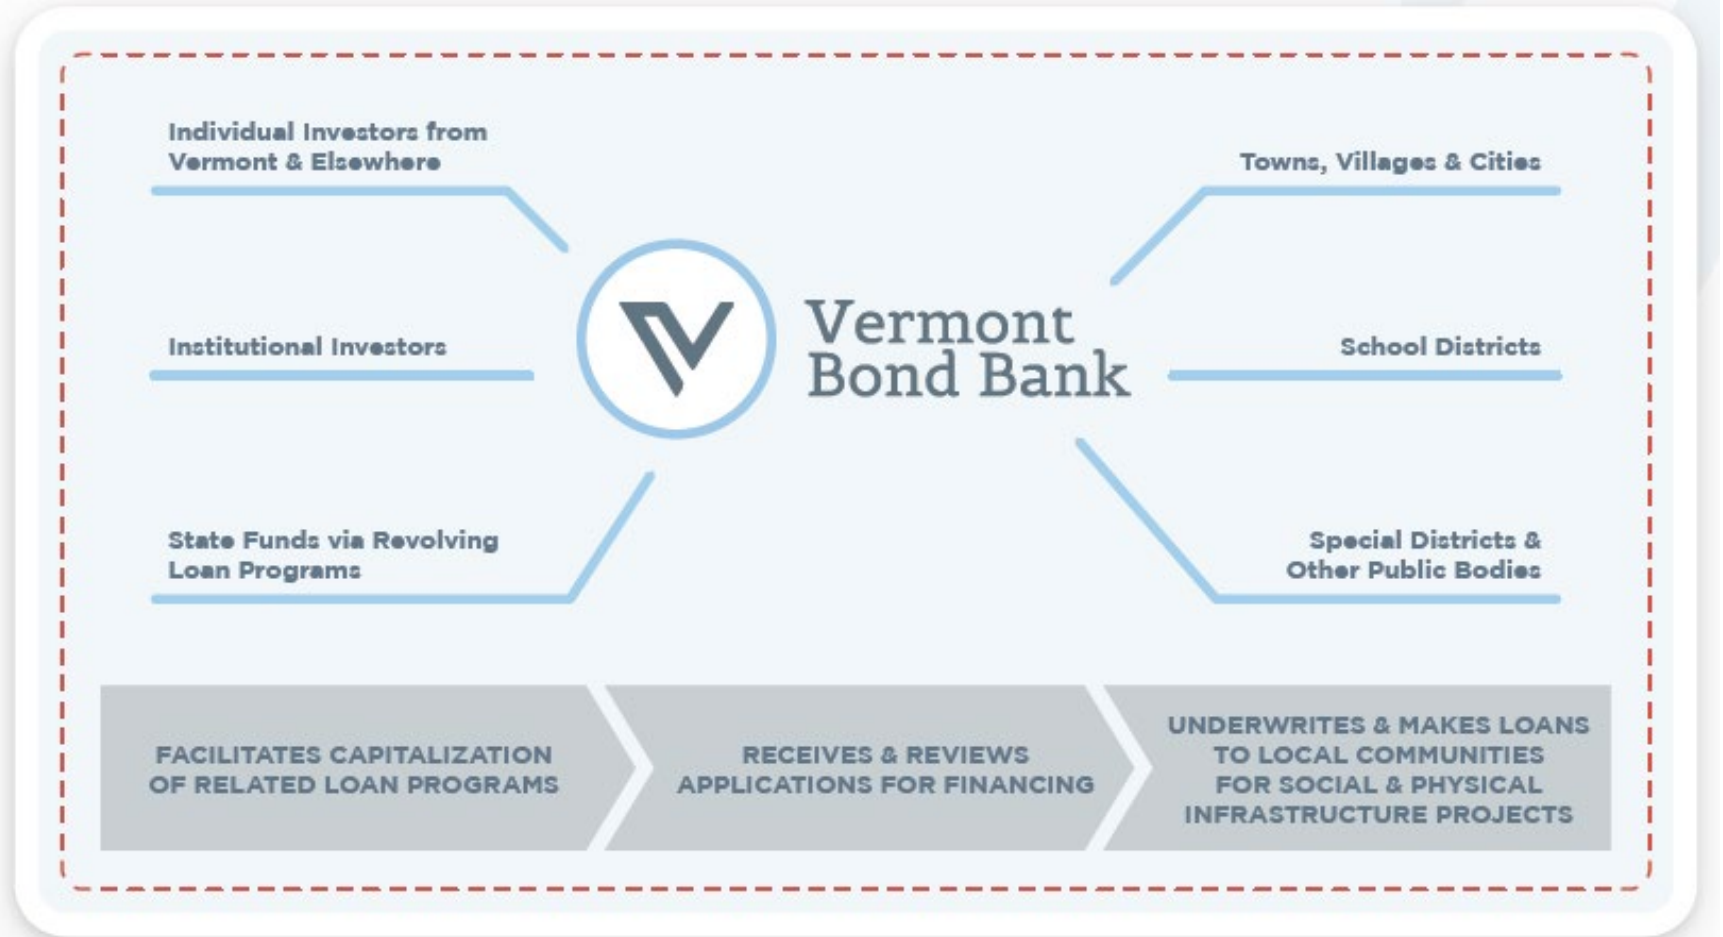 Individual Investors from
Vermont & Elsewhere
Institutional Investors
State Funds via Revolving
Loan Programs
Vermont
Bond Bank
Towns, Villages & Cities
School Districts
Special Districts &
Other Public Bodies
FACILITATES CAPITALIZATION
OF RELATED LOAN PROGRAMS
RECEIVES & REVIEWS
APPLICATIONS FOR FINANCING
UNDERWRITES & MAKES LOANS
TO LOCAL COMMUNITIES
FOR SOCIAL & PHYSICAL
INFRASTRUCTURE PROJECTS